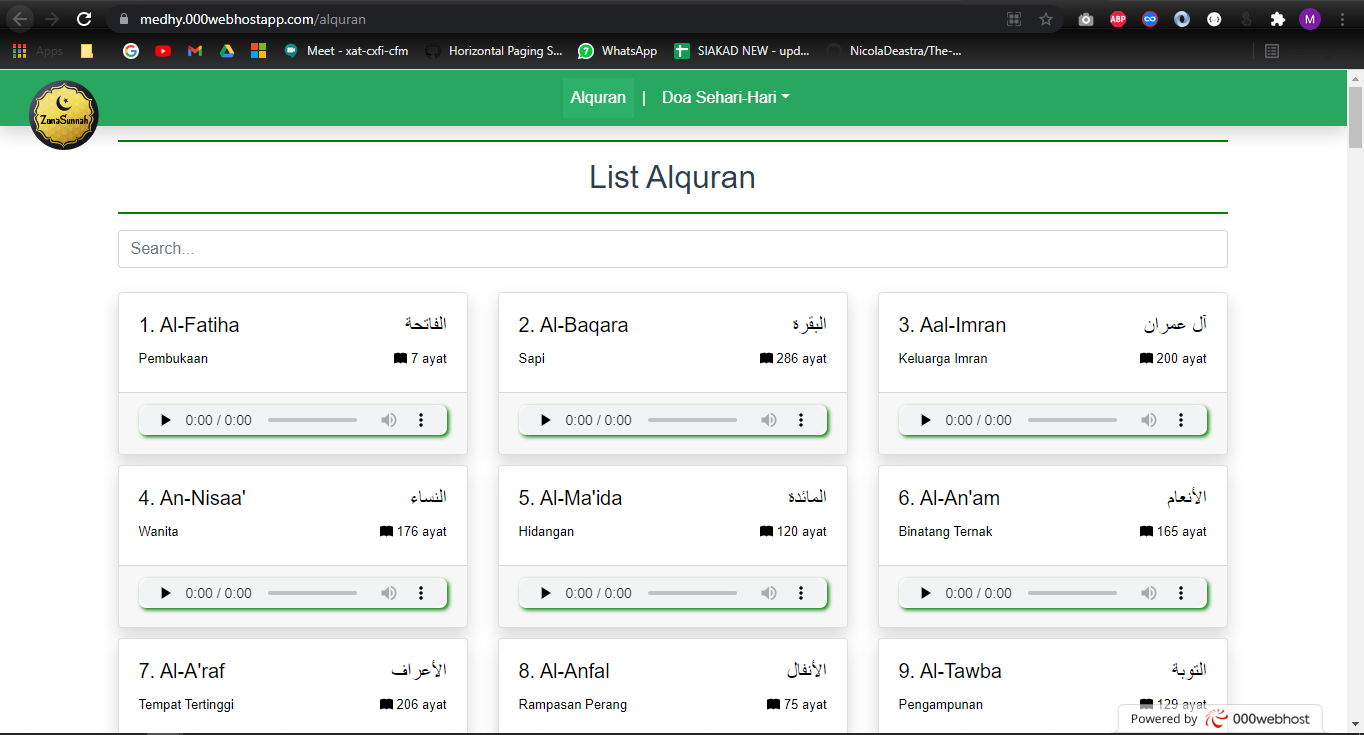 medhy.000webhostapp.com/alquran
ABP
M
Apps
Meet - xat-cxfi-cfm
Horizontal Paging S...
7
WhatsApp
SIAKAD NEW - upd...
NicolaDeastra/The-...
ZonaSunnah
Alquran | Doa Sehari-Hari
List Alquran
Search...
1. Al-Fatiha الفاتحة
Pembukaan 7 ayat
0:00 / 0:00
2. Al-Baqara البقرة
Sapi 286 ayat
0:00 / 0:00
3. Aal-Imran آل عمران
Keluarga Imran 200 ayat
0:00 / 0:00
4. An-Nisaa' النساء
Wanita 176 ayat
0:00 / 0:00
5. Al-Ma'ida المائدة
Hidangan 120 ayat
0:00 / 0:00
6. Al-An'am الأنعام
Binatang Ternak 165 ayat
0:00 / 0:00
7. Al-A'raf الأعراف
Tempat Tertinggi 206 ayat
8. Al-Anfal الأنفال
Rampasan Perang 75 ayat
9. Al-Tawba التوبة
Pengampunan 129 ayat
Powered by 000webhost